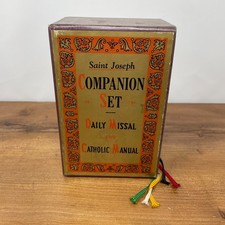 Saint Joseph
COMPANION
SET
DAILY MISSAL
CATHOLIC MANUAL